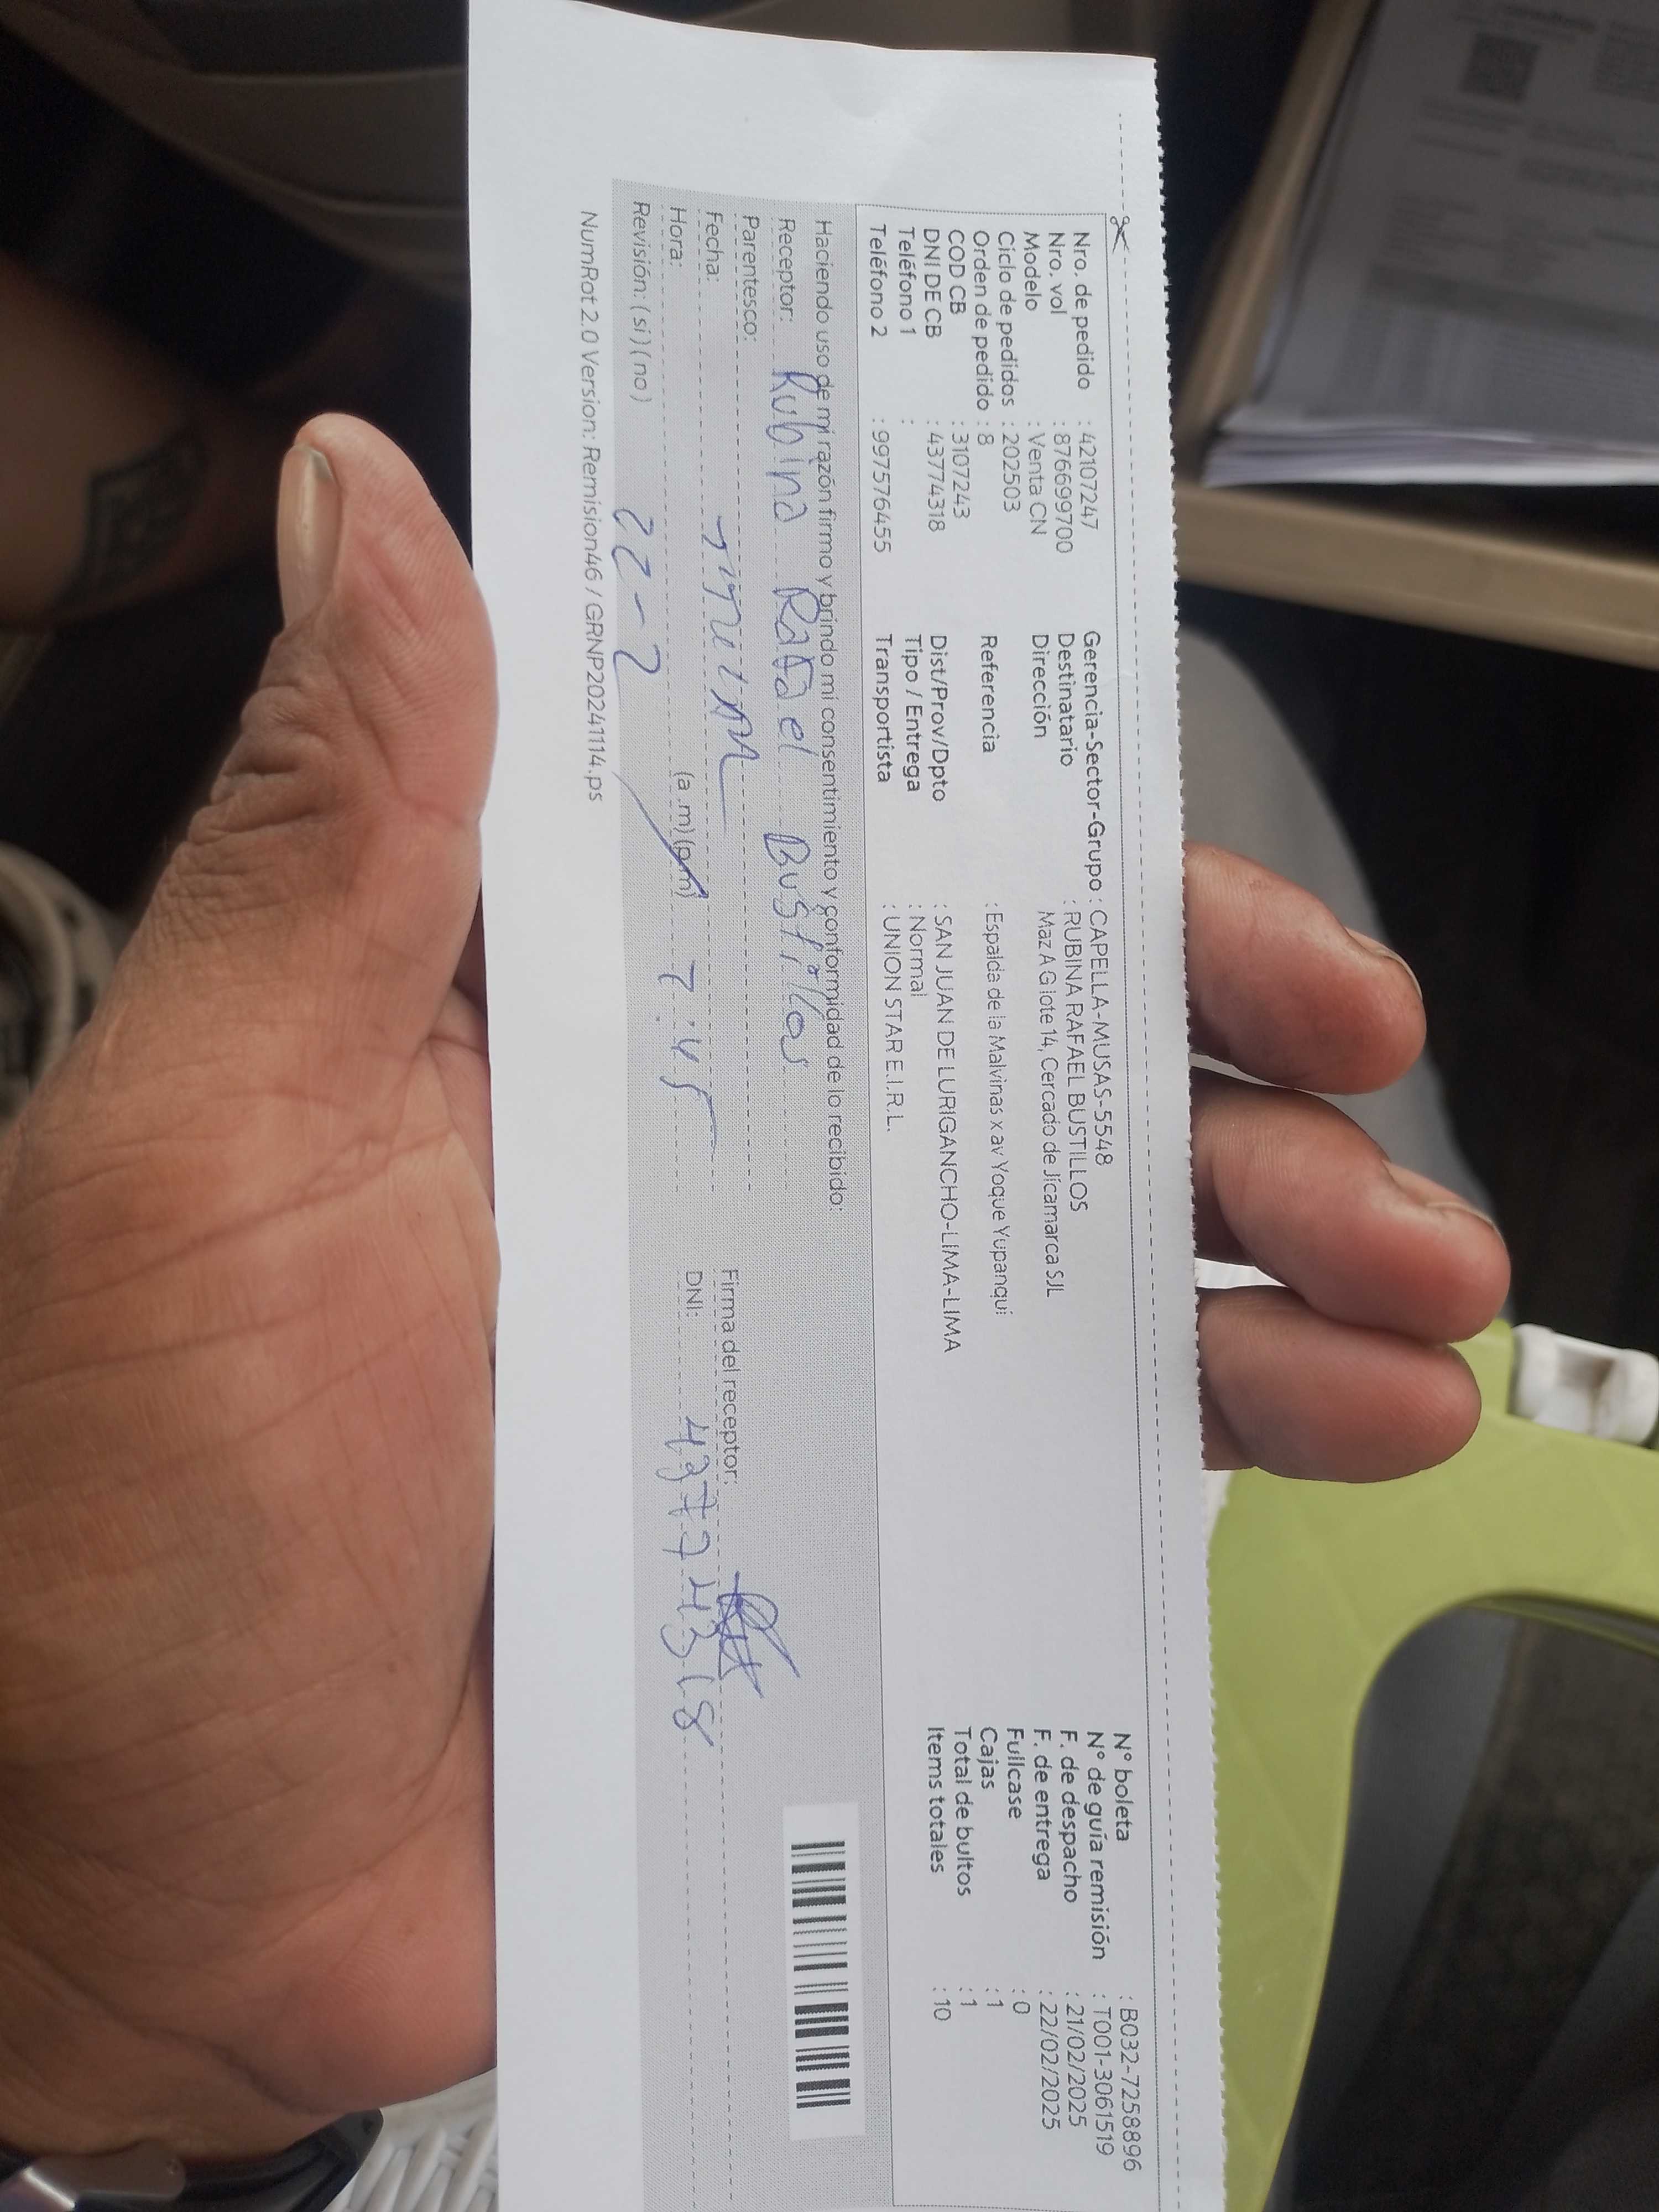 Nro. de pedido : 42107247
Nro. vol : 876699700
Modelo : Venta CN
Ciclo de pedidos : 202503
Orden de pedido : 8
COD CB : 3107243
DNI DE CB : 43774318
Teléfono 1 :
Teléfono 2 : 997576455
Gerencia-Sector-Grupo : CAPELLA-MUSAS-5548
Destinatario : RUBINA RAFAEL BUSTILLOS
Dirección Maz A G lote 14, Cercado de Jicamarca SJL
Referencia : Espalda de la Malvinas x av Yoque Yupanqui
Dist/Prov/Dpto : SAN JUAN DE LURIGANCHO-LIMA-LIMA
Tipo / Entrega : Normal
Transportista : UNION STAR E.I.R.L.
N° boleta : B032-7258896
N° de guía remisión : T001-3061519
F. de despacho : 21/02/2025
F. de entrega : 22/02/2025
Fullcase : 0
Cajas : 1
Total de bultos : 1
Items totales : 10
Haciendo uso de mi razón firmo y brindo mi consentimiento y conformidad de lo recibido:
Receptor: Rubina Rafael Bustillos
Parentesco:
Fecha:
Hora: (a.m)(p.m) 7:45
Revisión: (si)(no) 22-2
Firma del receptor:
DNI: 43774318
NumRot 2.0 Version: Remision46 / GRNP20241114.ps